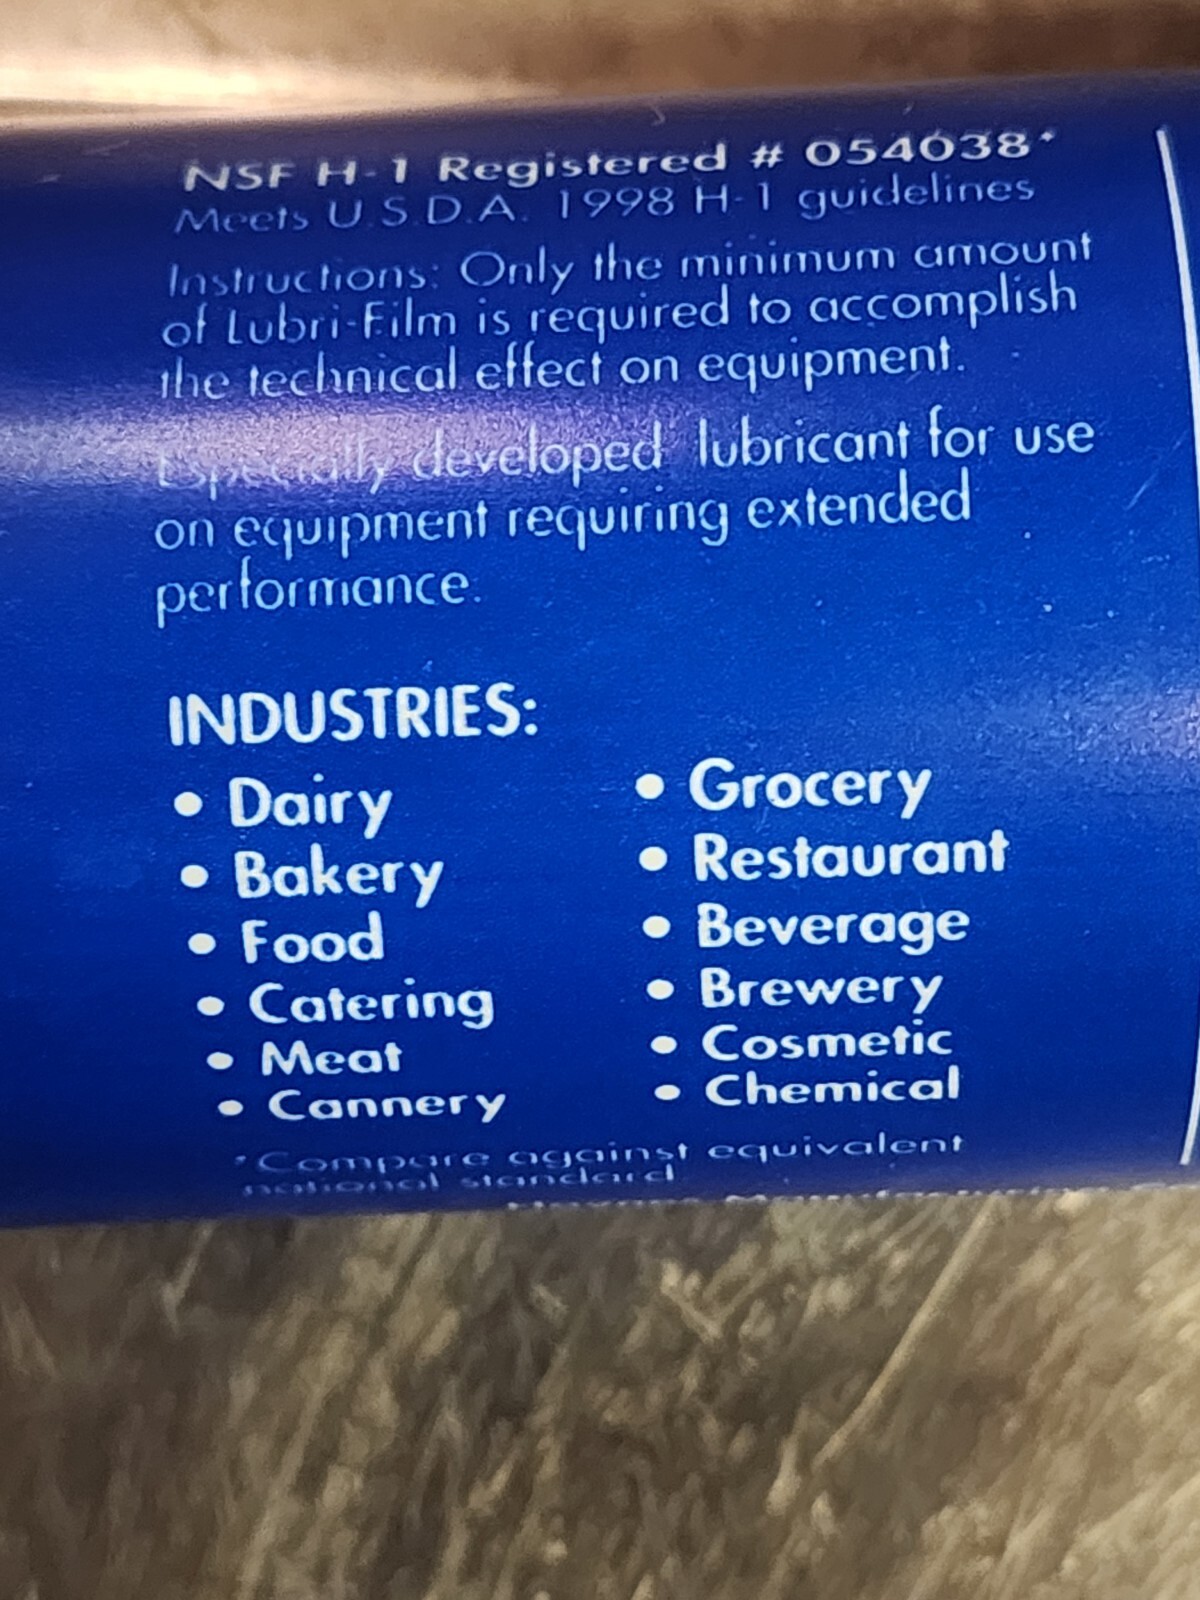 NSF H-1 Registered # 054038*
Meets U.S.D.A. 1998 H-1 guidelines
Instructions: Only the minimum amount
of Lubri-Film is required to accomplish
the technical effect on equipment.
Especially developed lubricant for use
on equipment requiring extended
performance.
INDUSTRIES:
• Dairy
• Bakery
• Food
• Catering
• Meat
• Cannery
• Grocery
• Restaurant
• Beverage
• Brewery
• Cosmetic
• Chemical
*Compare against equivalent
national standard